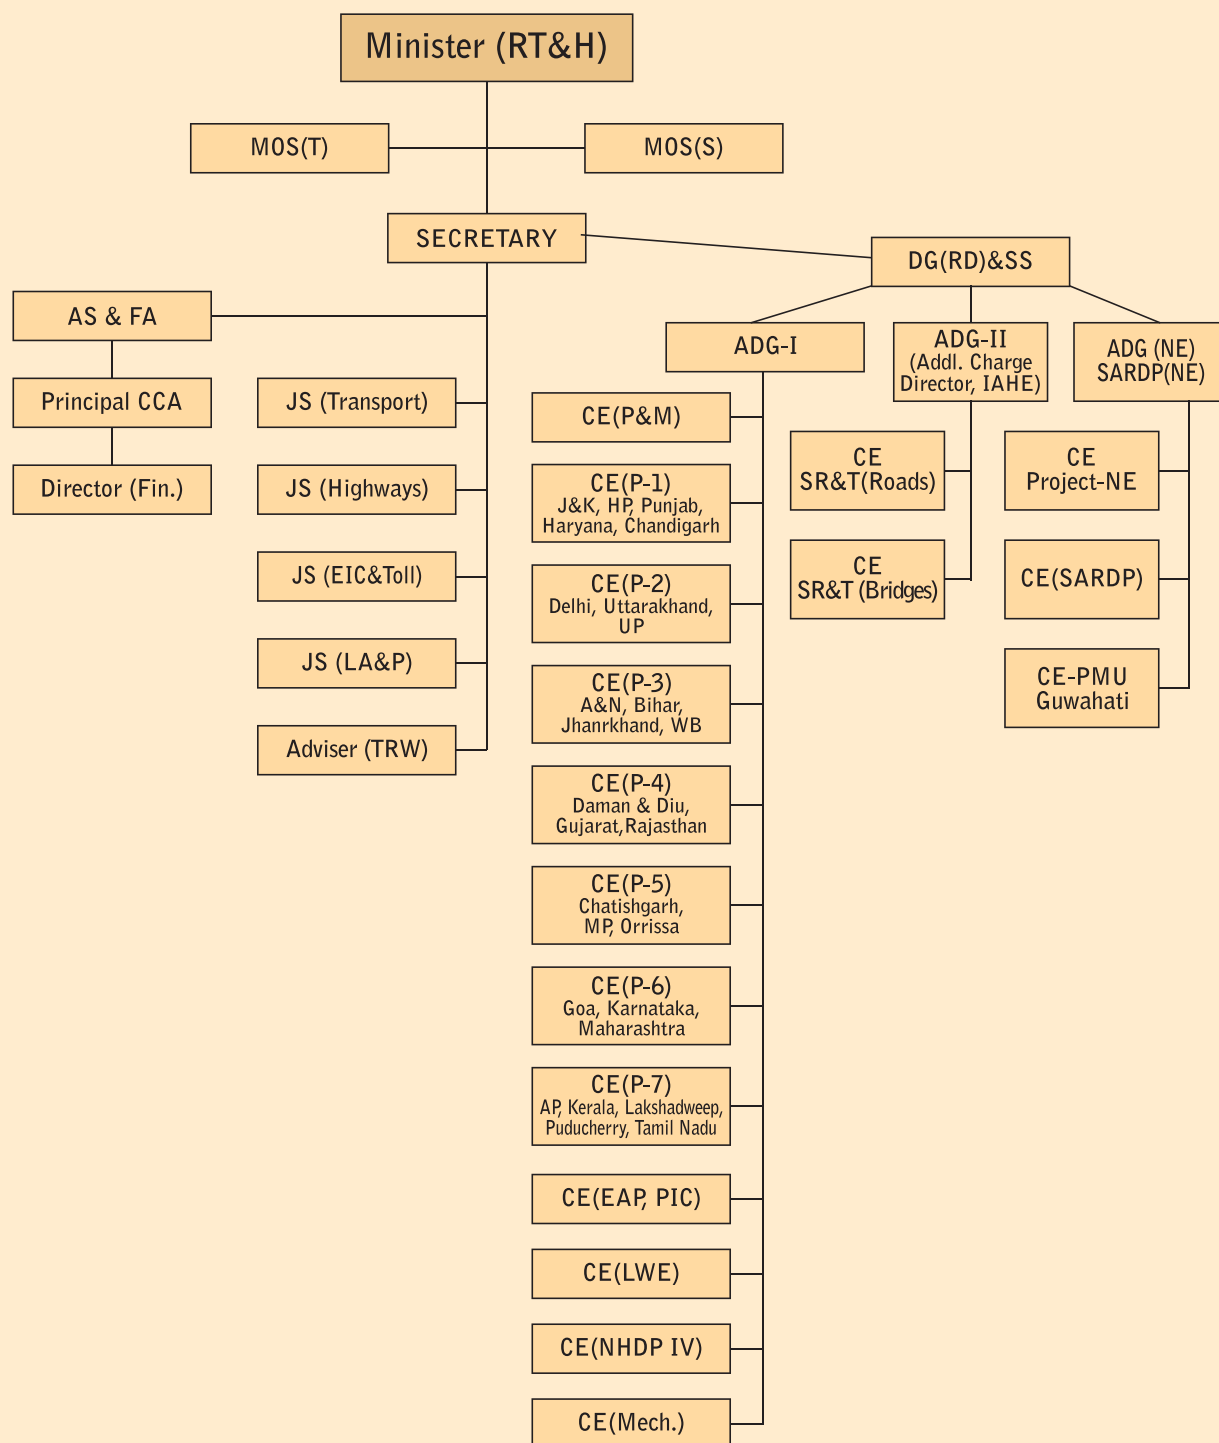 Minister (RT&H)
MOS(T)
MOS(S)
SECRETARY
DG(RD)&SS
AS & FA
Principal CCA
Director (Fin.)
JS (Transport)
JS (Highways)
JS (EIC&Toll)
JS (LA&P)
Adviser (TRW)
ADG-I
CE(P&M)
CE(P-1)
J&K, HP, Punjab,
Haryana, Chandigarh
CE(P-2)
Delhi, Uttarakhand,
UP
CE(P-3)
A&N, Bihar,
Jhanrkhand, WB
CE(P-4)
Daman & Diu,
Gujarat,Rajasthan
CE(P-5)
Chatishgarh,
MP, Orrissa
CE(P-6)
Goa, Karnataka,
Maharashtra
CE(P-7)
AP, Kerala, Lakshadweep,
Puducherry, Tamil Nadu
CE(EAP, PIC)
CE(LWE)
CE(NHDP IV)
CE(Mech.)
ADG-II
(Addl. Charge
Director, IAHE)
CE
SR&T(Roads)
CE
SR&T (Bridges)
ADG (NE)
SARDP(NE)
CE
Project-NE
CE(SARDP)
CE-PMU
Guwahati